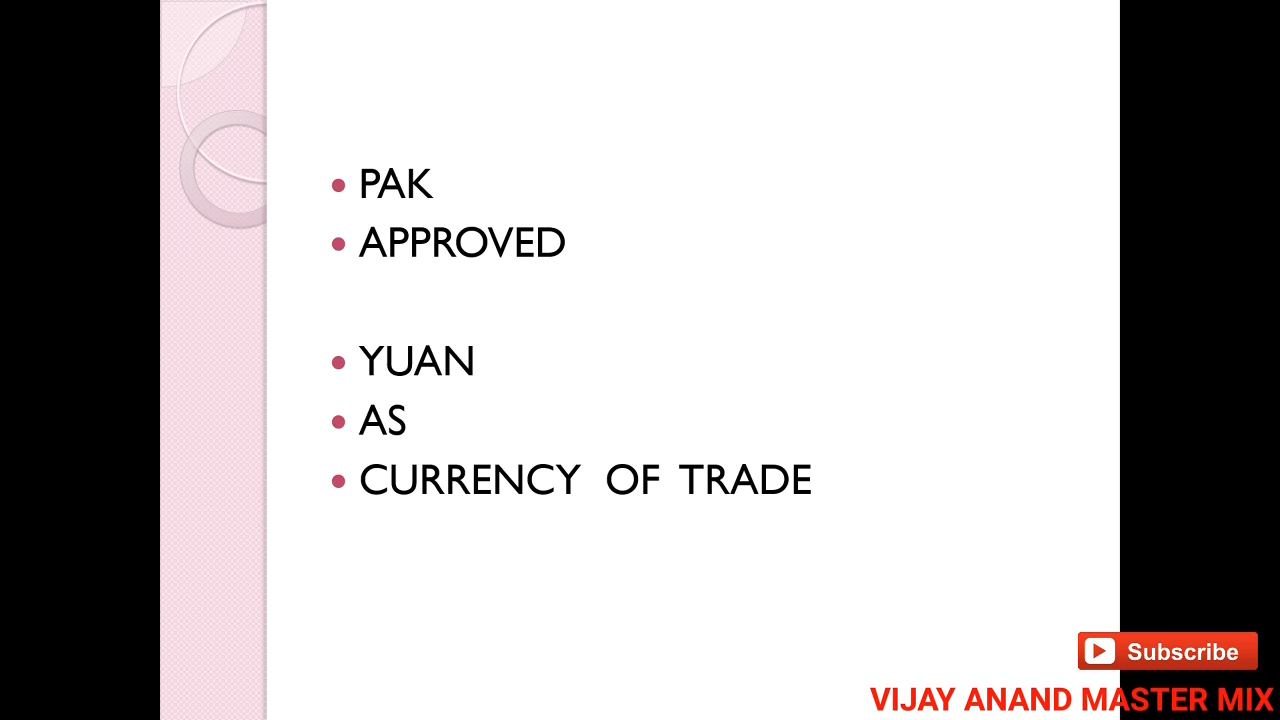 PAK
APPROVED
YUAN
AS
CURRENCY OF TRADE
Subscribe
VIJAY ANAND MASTER MIX